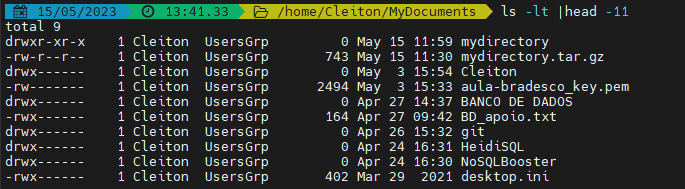 15/05/2023 13:41.33 /home/Cleiton/MyDocuments ls -lt |head -11
total 9
drwxr-xr-x 1 Cleiton UsersGrp 0 May 15 11:59 mydirectory
-rw-r--r-- 1 Cleiton UsersGrp 743 May 15 11:30 mydirectory.tar.gz
drwx------ 1 Cleiton UsersGrp 0 May 3 15:54 Cleiton
-rw------- 1 Cleiton UsersGrp 2494 May 3 15:33 aula-bradesco_key.pem
drwx------ 1 Cleiton UsersGrp 0 Apr 27 14:37 BANCO DE DADOS
-rwx------ 1 Cleiton UsersGrp 164 Apr 27 09:42 BD_apoio.txt
drwx------ 1 Cleiton UsersGrp 0 Apr 26 15:32 git
drwx------ 1 Cleiton UsersGrp 0 Apr 24 16:31 HeidiSQL
drwx------ 1 Cleiton UsersGrp 0 Apr 24 16:30 NoSQLBooster
-rwx------ 1 Cleiton UsersGrp 402 Mar 29 2021 desktop.ini